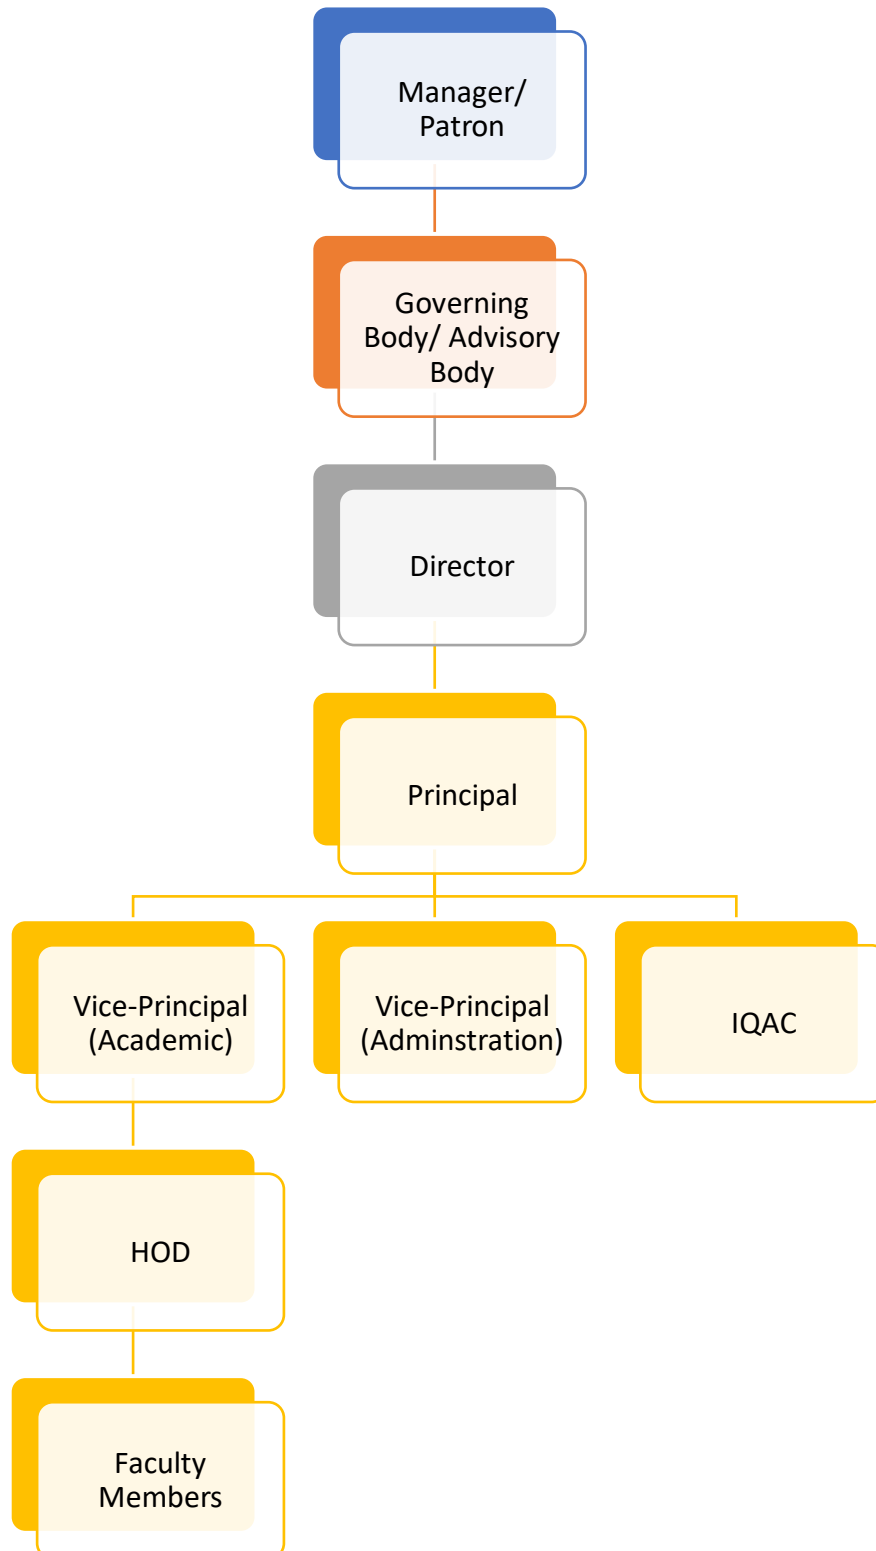 Manager/
Patron
Governing
Body/ Advisory
Body
Director
Principal
Vice-Principal
(Academic)
Vice-Principal
(Adminstration)
IQAC
HOD
Faculty
Members